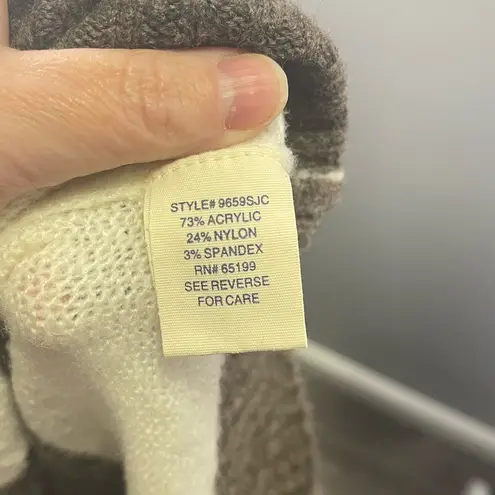 STYLE# 9659SJC
73% ACRYLIC
24% NYLON
3% SPANDEX
RN# 65199
SEE REVERSE
FOR CARE